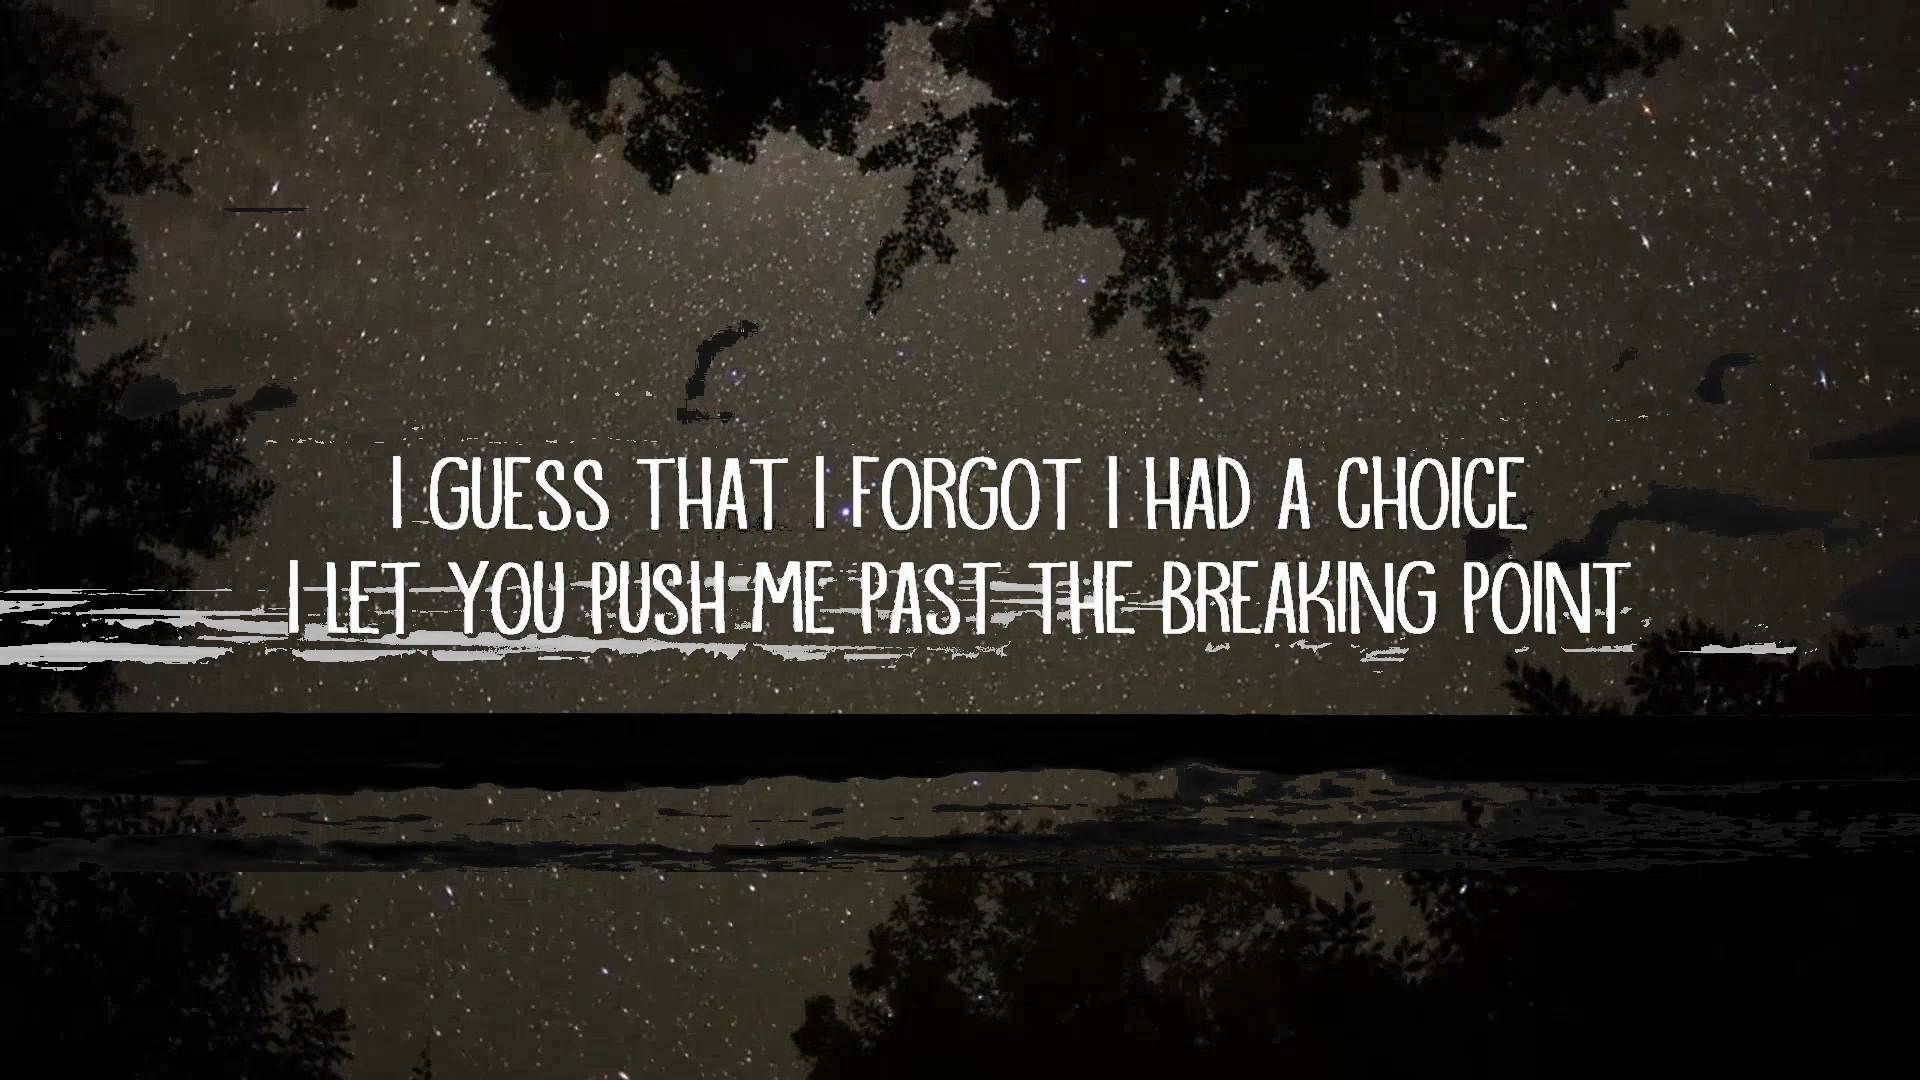 I GUESS THAT I FORGOT I HAD A CHOICE
I LET YOU PUSH ME PAST THE BREAKING POINT